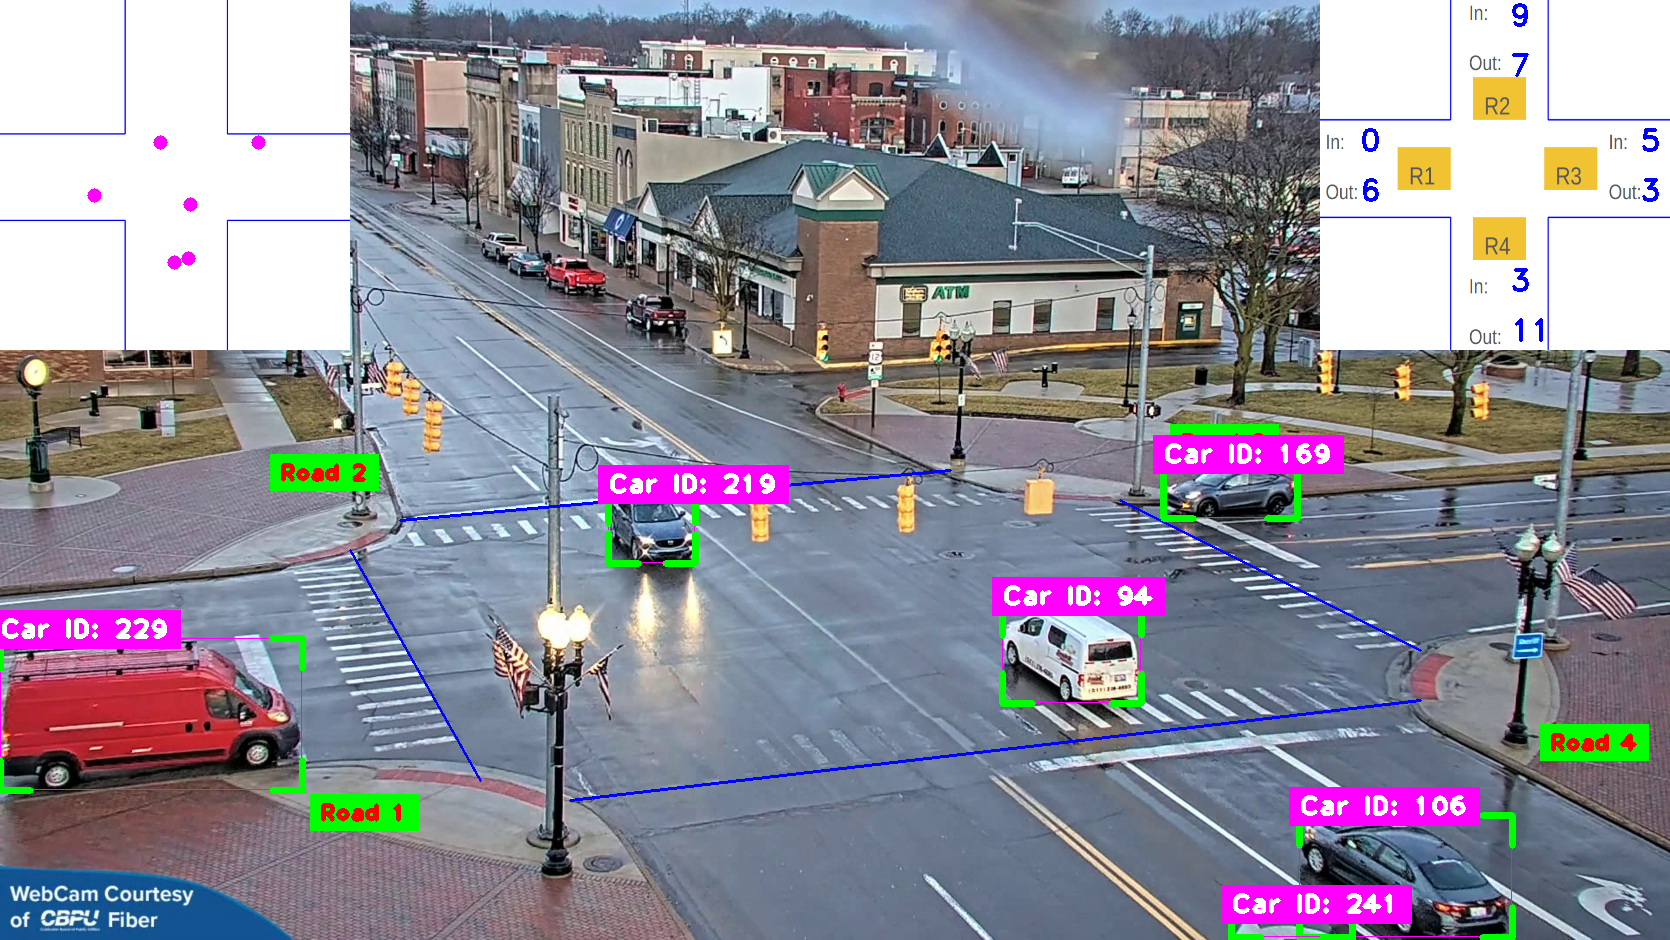 In: 9
Out: 7
R2
In: 0
Out: 6
R1
In: 5
Out: 3
R3
R4
In: 3
Out: 11
ATM
12
Road 2
Car ID: 219
Car ID: 169
Car ID: 94
Car ID: 229
Road 1
Road 4
Car ID: 106
Car ID: 241
WebCam Courtesy
of CBPU Fiber